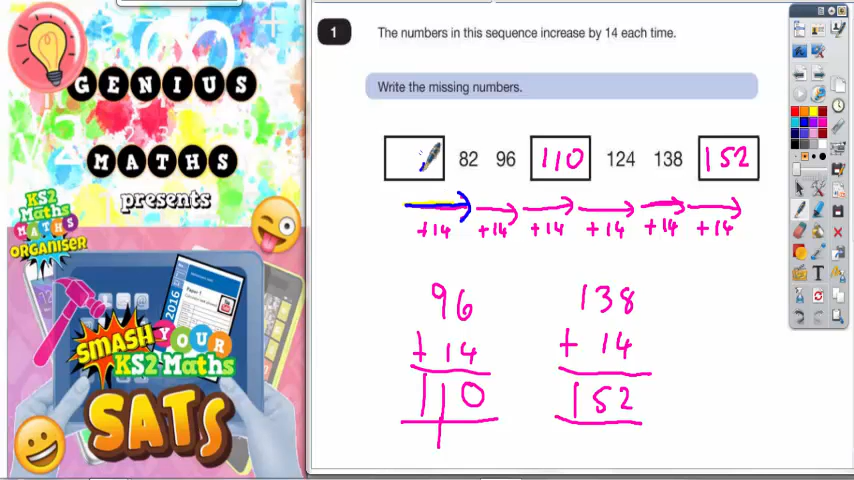 GENIUS
MATHS
presents
KS2
Maths
MATHS
ORGANISER
2016
Paper 1
SMASH
YOUR
KS2 Maths
SATS
1 The numbers in this sequence increase by 14 each time.
Write the missing numbers.
82 96 110 124 138 152
+14 +14 +14 +14 +14 +14
96
+ 14
110
1
138
+ 14
152